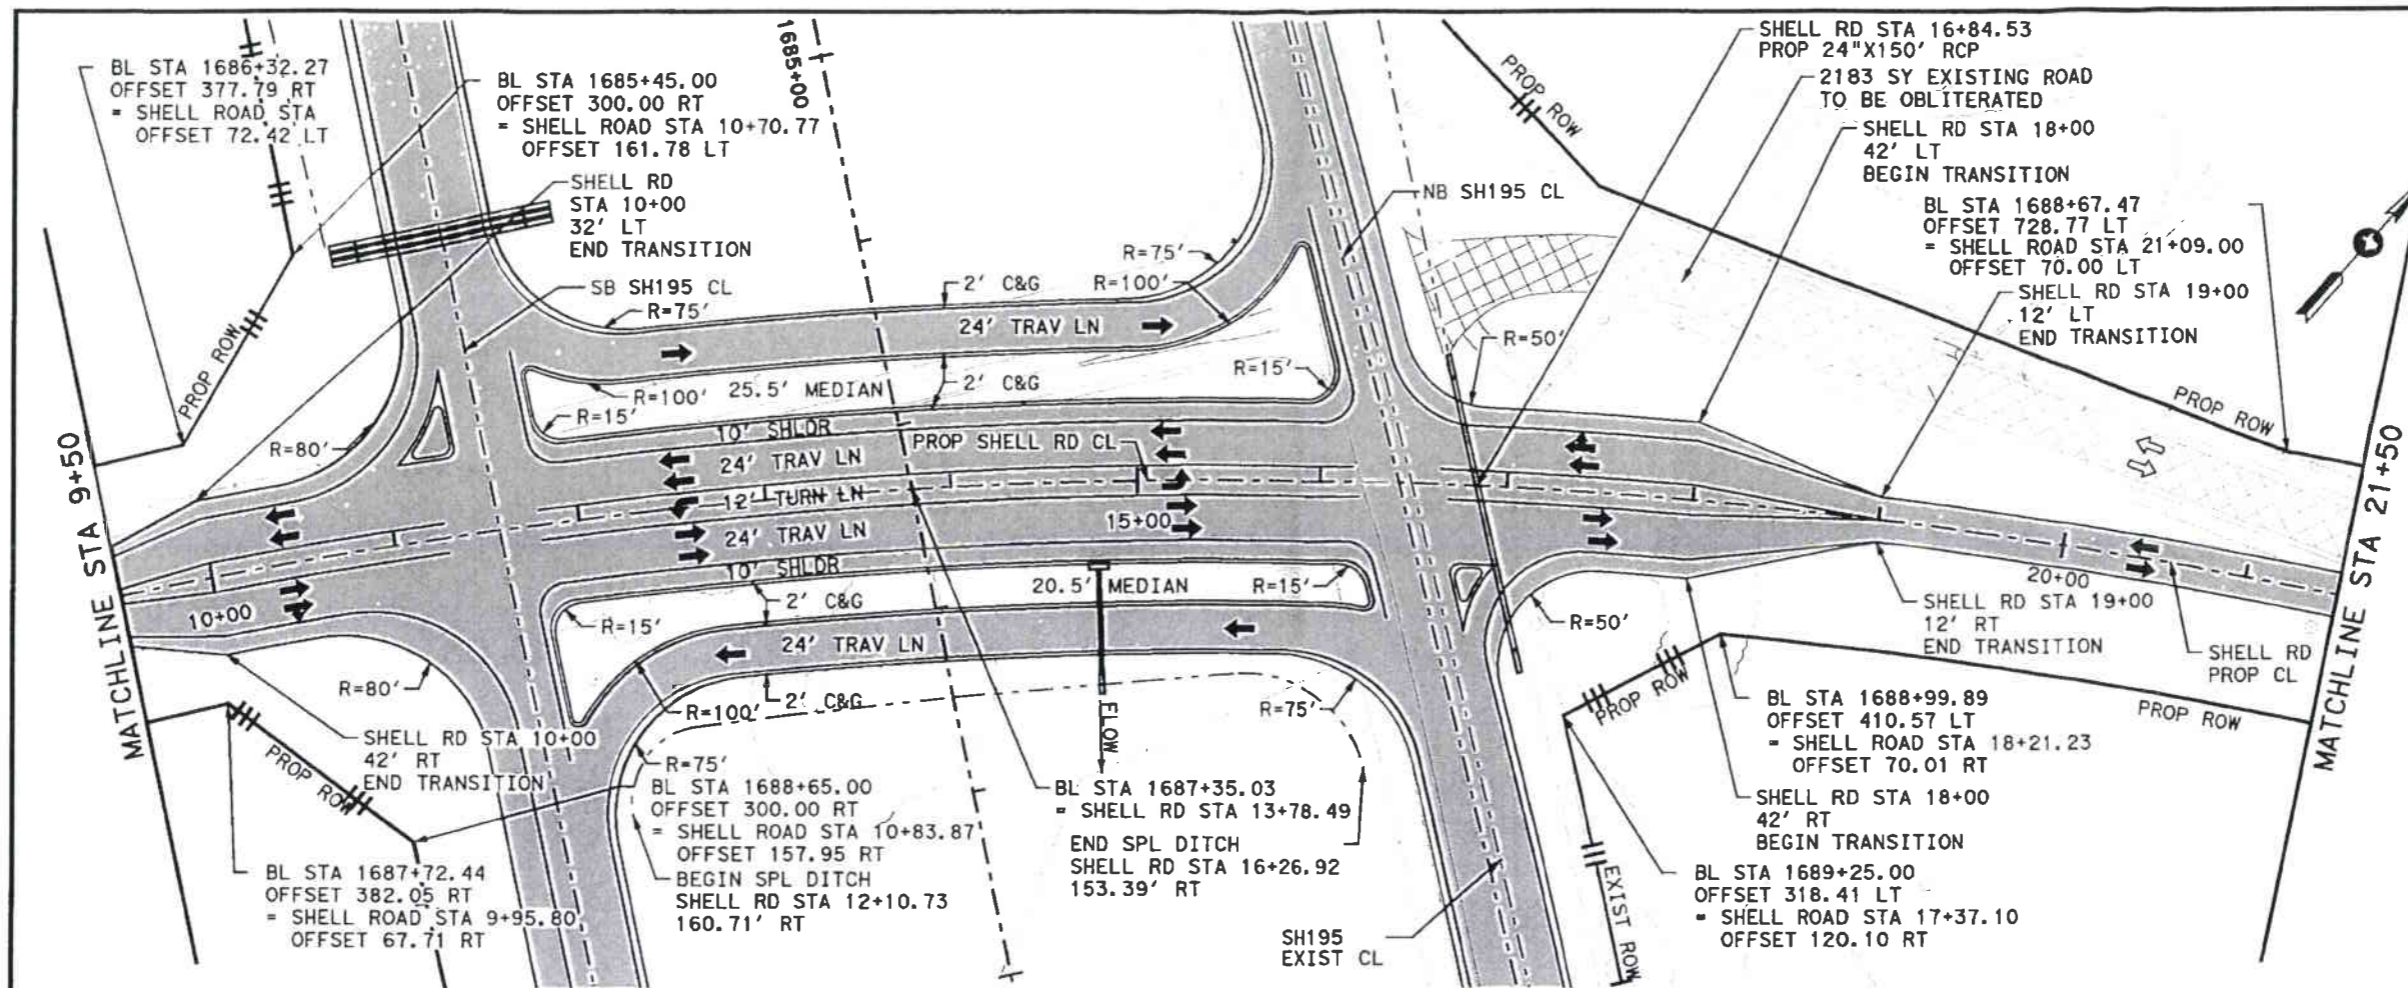 BL STA 1686+32.27
OFFSET 377.79 RT
= SHELL ROAD STA
OFFSET 72.42 LT
BL STA 1685+45.00
OFFSET 300.00 RT
= SHELL ROAD STA 10+70.77
OFFSET 161.78 LT
SHELL RD
STA 10+00
32' LT
END TRANSITION
SB SH195 CL
1685+00
SHELL RD STA 16+84.53
PROP 24"X150' RCP
2183 SY EXISTING ROAD
TO BE OBLITERATED
SHELL RD STA 18+00
42' LT
BEGIN TRANSITION
BL STA 1688+67.47
OFFSET 728.77 LT
= SHELL ROAD STA 21+09.00
OFFSET 70.00 LT
SHELL RD STA 19+00
12' LT
END TRANSITION
PROP ROW
NB SH195 CL
R=75'
2' C&G
R=100'
R=75'
24' TRAV LN
R=50'
PROP ROW
R=15'
R=100'
25.5' MEDIAN
2' C&G
R=15'
PROP ROW
R=80'
10' SHLDR
PROP SHELL RD CL
24' TRAV LN
12' TURN LN
15+00
24' TRAV LN
10' SHLDR
MATCHLINE STA 9+50
MATCHLINE STA 21+50
10+00
20+00
20.5' MEDIAN
R=15'
2' C&G
R=15'
R=50'
24' TRAV LN
SHELL RD STA 19+00
12' RT
END TRANSITION
SHELL RD
PROP CL
R=80'
R=100'
2' C&G
FLOW
R=75'
PROP ROW
PROP ROW
BL STA 1688+99.89
OFFSET 410.57 LT
= SHELL ROAD STA 18+21.23
OFFSET 70.01 RT
SHELL RD STA 10+00
42' RT
END TRANSITION
PROP ROW
R=75'
BL STA 1688+65.00
OFFSET 300.00 RT
= SHELL ROAD STA 10+83.87
OFFSET 157.95 RT
BEGIN SPL DITCH
SHELL RD STA 12+10.73
160.71' RT
BL STA 1687+35.03
= SHELL RD STA 13+78.49
END SPL DITCH
SHELL RD STA 16+26.92
153.39' RT
SHELL RD STA 18+00
42' RT
BEGIN TRANSITION
BL STA 1689+25.00
OFFSET 318.41 LT
= SHELL ROAD STA 17+37.10
OFFSET 120.10 RT
BL STA 1687+72.44
OFFSET 382.05 RT
= SHELL ROAD STA 9+95.80
OFFSET 67.71 RT
EXIST ROW
SH195
EXIST CL